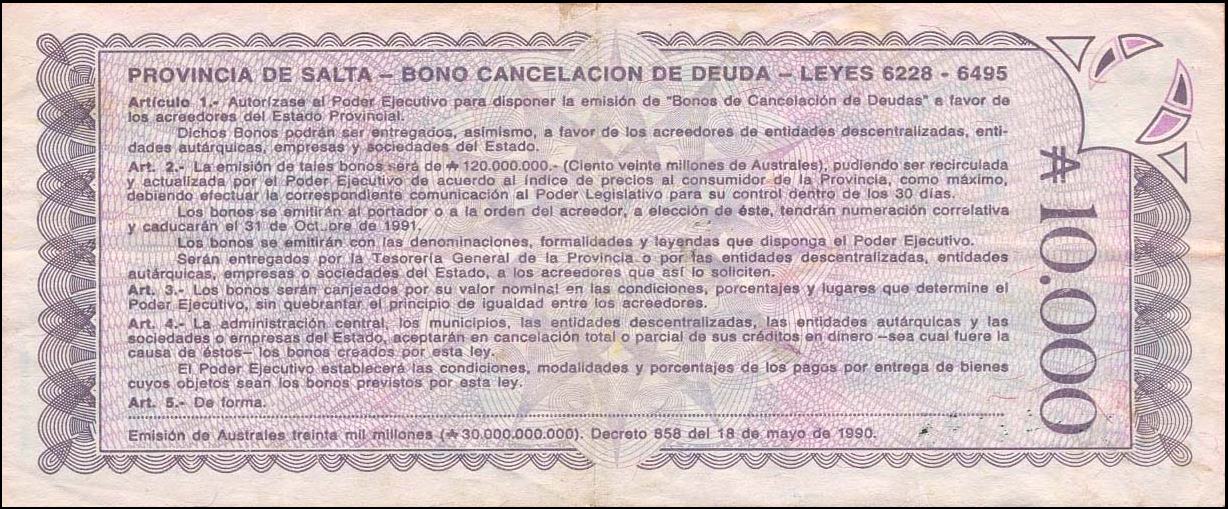 PROVINCIA DE SALTA – BONO CANCELACION DE DEUDA – LEYES 6228 - 6495
Artículo 1.- Autorízase al Poder Ejecutivo para disponer la emisión de "Bonos de Cancelación de Deudas" a favor de
los acreedores del Estado Provincial.
Dichos Bonos podrán ser entregados, asimismo, a favor de los acreedores de entidades descentralizadas, enti-
dades autárquicas, empresas y sociedades del Estado.
Art. 2.- La emisión de tales bonos será de ₳ 120.000.000.- (Ciento veinte millones de Australes), pudiendo ser recirculada
y actualizada por el Poder Ejecutivo de acuerdo al índice de precios al consumidor de la Provincia, como máximo,
debiendo efectuar la correspondiente comunicación al Poder Legislativo para su control dentro de los 30 días.
Los bonos se emitirán al portador o a la orden del acreedor, a elección de éste, tendrán numeración correlativa
y caducarán el 31 de Octubre de 1991.
Los bonos se emitirán con las denominaciones, formalidades y leyendas que disponga el Poder Ejecutivo.
Serán entregados por la Tesorería General de la Provincia o por las entidades descentralizadas, entidades
autárquicas, empresas o sociedades del Estado, a los acreedores que así lo soliciten.
Art. 3.- Los bonos serán canjeados por su valor nominal en las condiciones, porcentajes y lugares que determine el
Poder Ejecutivo, sin quebrantar el principio de igualdad entre los acreedores.
Art. 4.- La administración central, los municipios, las entidades descentralizadas, las entidades autárquicas y las
sociedades o empresas del Estado, aceptarán en cancelación total o parcial de sus créditos en dinero –sea cual fuere la
causa de éstos– los bonos creados por esta ley.
El Poder Ejecutivo establecerá las condiciones, modalidades y porcentajes de los pagos por entrega de bienes
cuyos objetos sean los bonos previstos por esta ley.
Art. 5.- De forma.
Emisión de Australes treinta mil millones (₳ 30.000.000.000). Decreto 858 del 18 de mayo de 1990.
₳ 10.000